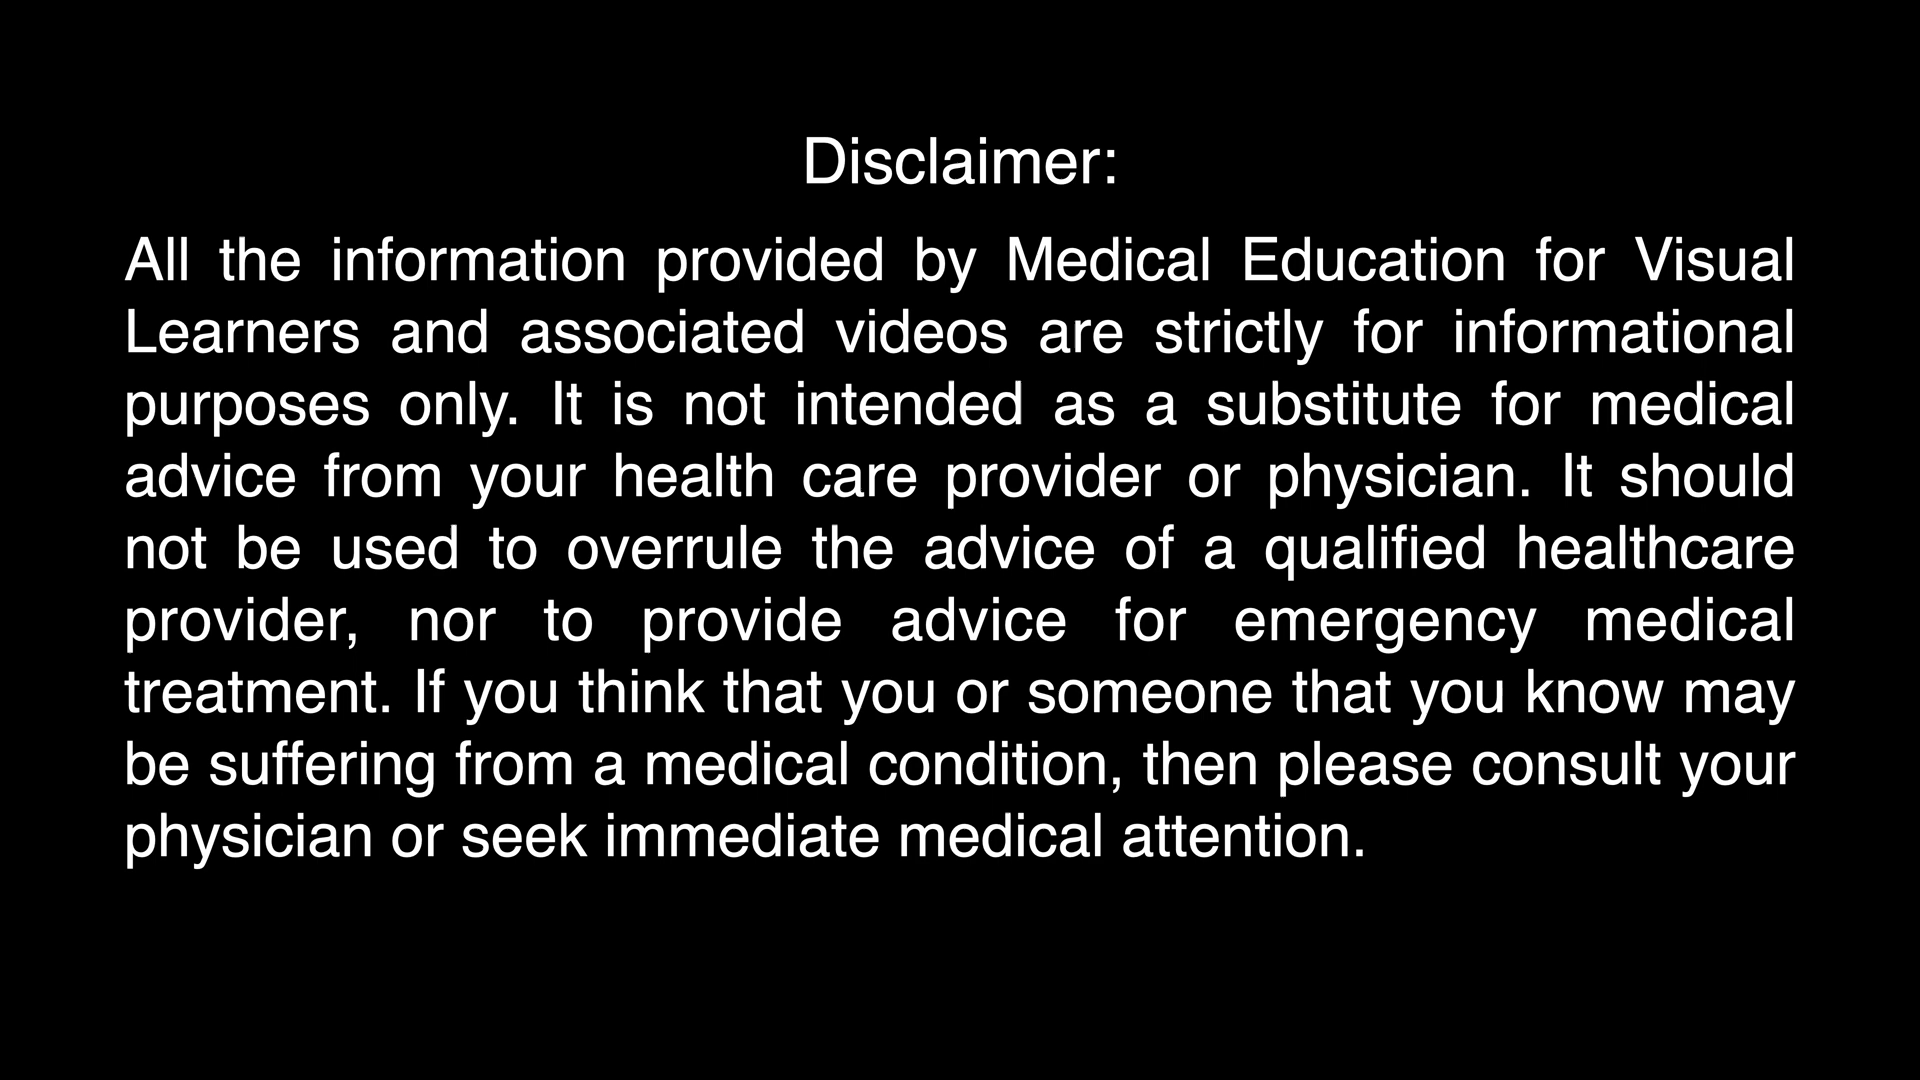 Disclaimer:
All the information provided by Medical Education for Visual
Learners and associated videos are strictly for informational
purposes only. It is not intended as a substitute for medical
advice from your health care provider or physician. It should
not be used to overrule the advice of a qualified healthcare
provider, nor to provide advice for emergency medical
treatment. If you think that you or someone that you know may
be suffering from a medical condition, then please consult your
physician or seek immediate medical attention.